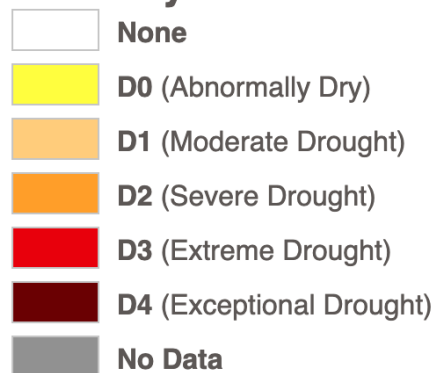 None
D0 (Abnormally Dry)
D1 (Moderate Drought)
D2 (Severe Drought)
D3 (Extreme Drought)
D4 (Exceptional Drought)
No Data